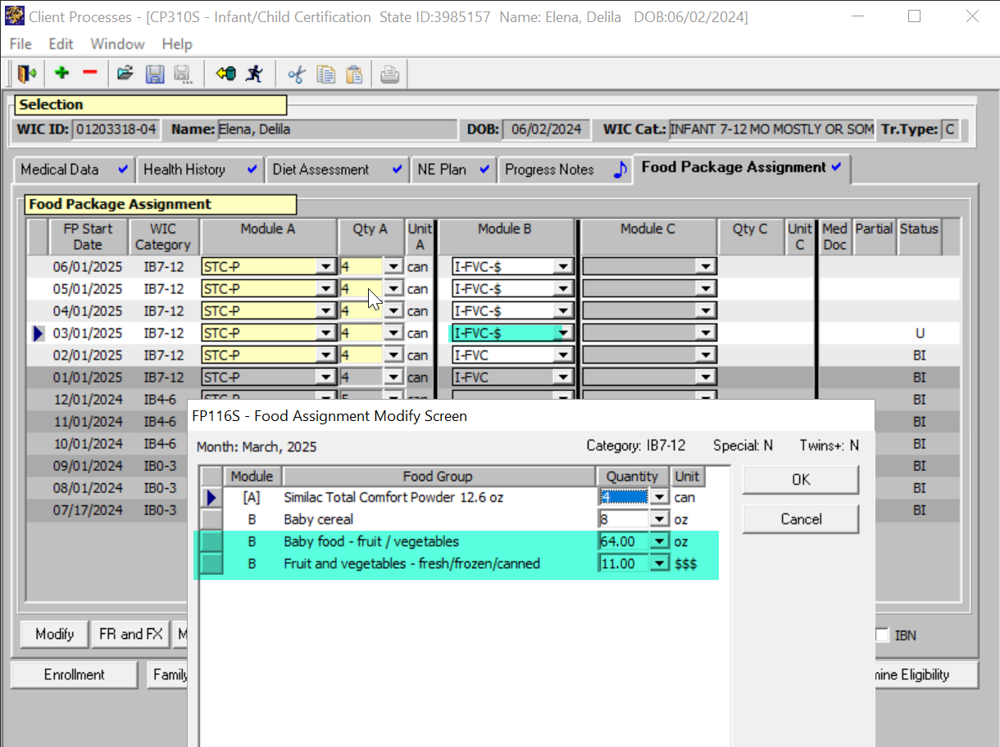 Client Processes - [CP310S - Infant/Child Certification State ID:3985157 Name: Elena, Delila DOB:06/02/2024]
File Edit Window Help
Selection
WIC ID: 01203318-04 Name: Elena, Delila DOB: 06/02/2024 WIC Cat.: INFANT 7-12 MO MOSTLY OR SOM Tr.Type: C
Medical Data Health History Diet Assessment NE Plan Progress Notes Food Package Assignment
Food Package Assignment
FP Start Date WIC Category Module A Qty A Unit A Module B Module C Qty C Unit C Med Doc Partial Status
06/01/2025 IB7-12 STC-P 4 can I-FVC-$
05/01/2025 IB7-12 STC-P 4 can I-FVC-$
04/01/2025 IB7-12 STC-P 4 can I-FVC-$
03/01/2025 IB7-12 STC-P 4 can I-FVC-$ U
02/01/2025 IB7-12 STC-P 4 can I-FVC BI
01/01/2025 IB7-12 STC-P 4 can I-FVC BI
12/01/2024 IB4-6 BI
11/01/2024 IB4-6 BI
10/01/2024 IB4-6 BI
09/01/2024 IB0-3 BI
08/01/2024 IB0-3 BI
07/17/2024 IB0-3 BI
FP116S - Food Assignment Modify Screen
Month: March, 2025 Category: IB7-12 Special: N Twins+: N
Module Food Group Quantity Unit
[A] Similac Total Comfort Powder 12.6 oz 4 can
B Baby cereal 8 oz
B Baby food - fruit / vegetables 64.00 oz
B Fruit and vegetables - fresh/frozen/canned 11.00 $$$
OK
Cancel
Modify FR and FX M IBN
Enrollment Family mine Eligibility